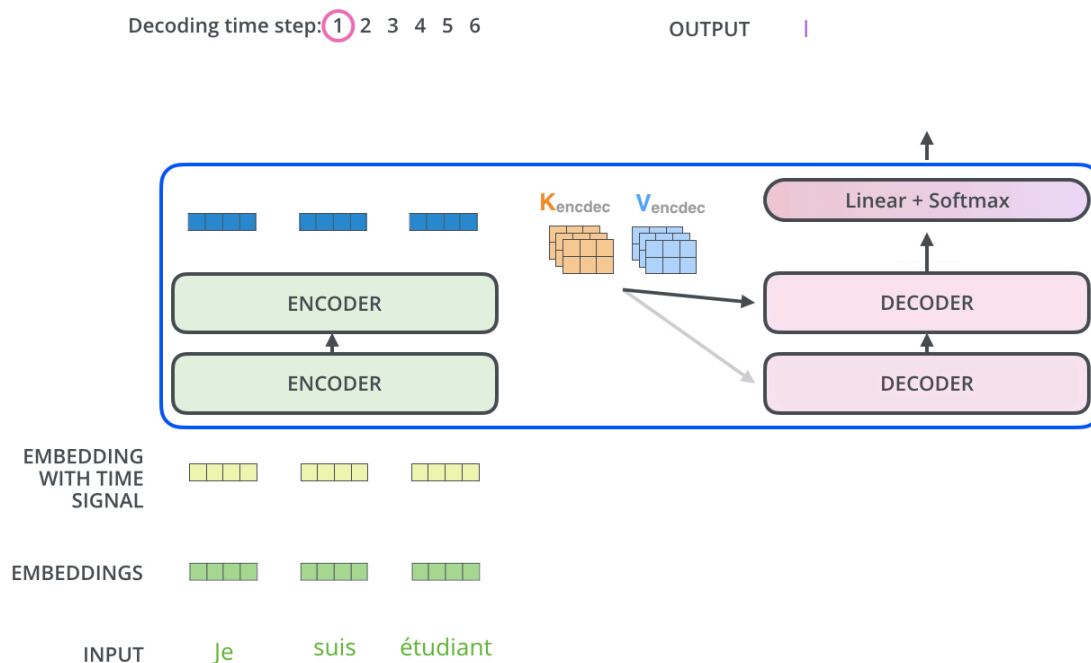 Decoding time step: 1 2 3 4 5 6
OUTPUT I
Kencdec Vencdec
Linear + Softmax
ENCODER
DECODER
ENCODER
DECODER
EMBEDDING
WITH TIME
SIGNAL
EMBEDDINGS
INPUT Je suis étudiant